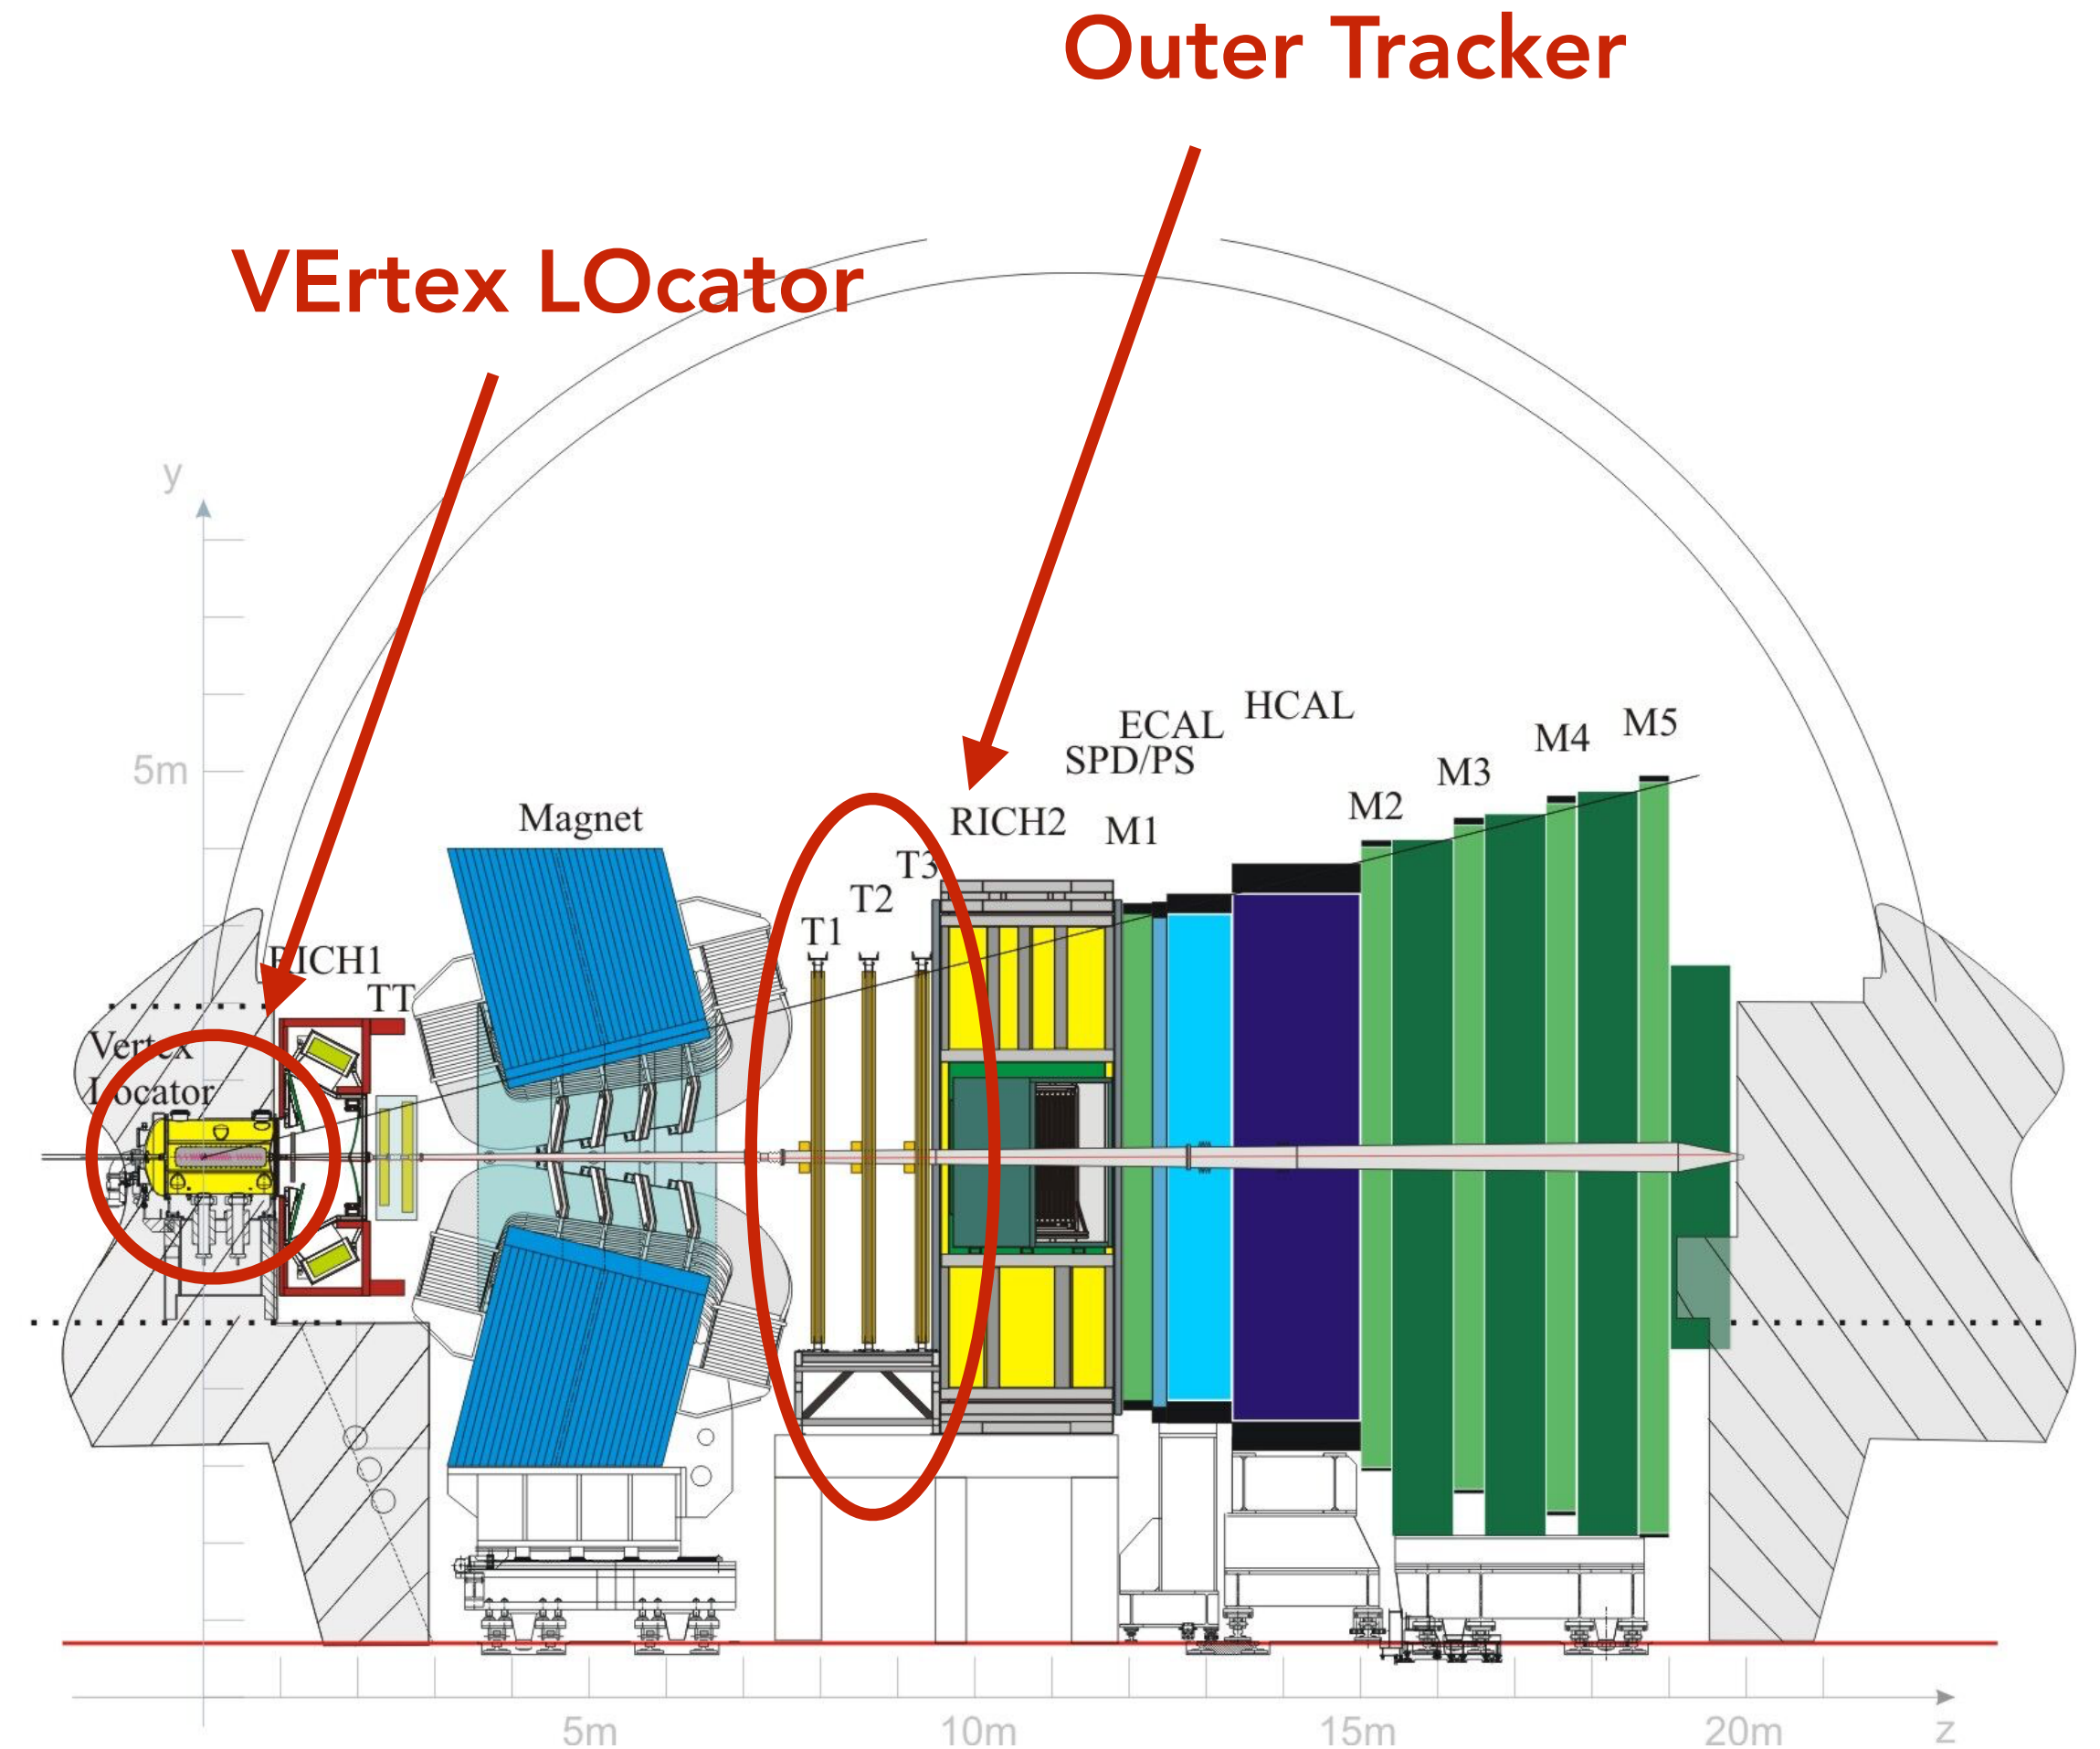 Outer Tracker
VErtex LOcator
y
5m
HCAL
ECAL
SPD/PS
M5
M4
M3
M2
Magnet
RICH2
M1
T3
T2
T1
RICH1
TT
Vertex
Locator
5m
10m
15m
20m
z